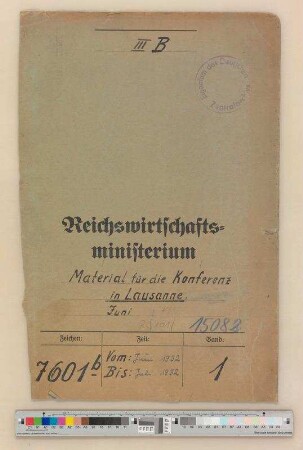 III B
Reichswirtschafts-
ministerium
Material für die Konferenz
in Lausanne
Juni
15082
Zeichen: Zeit: Band:
7601 b Vom: Juni 1932 1
Bis: Juli 1932